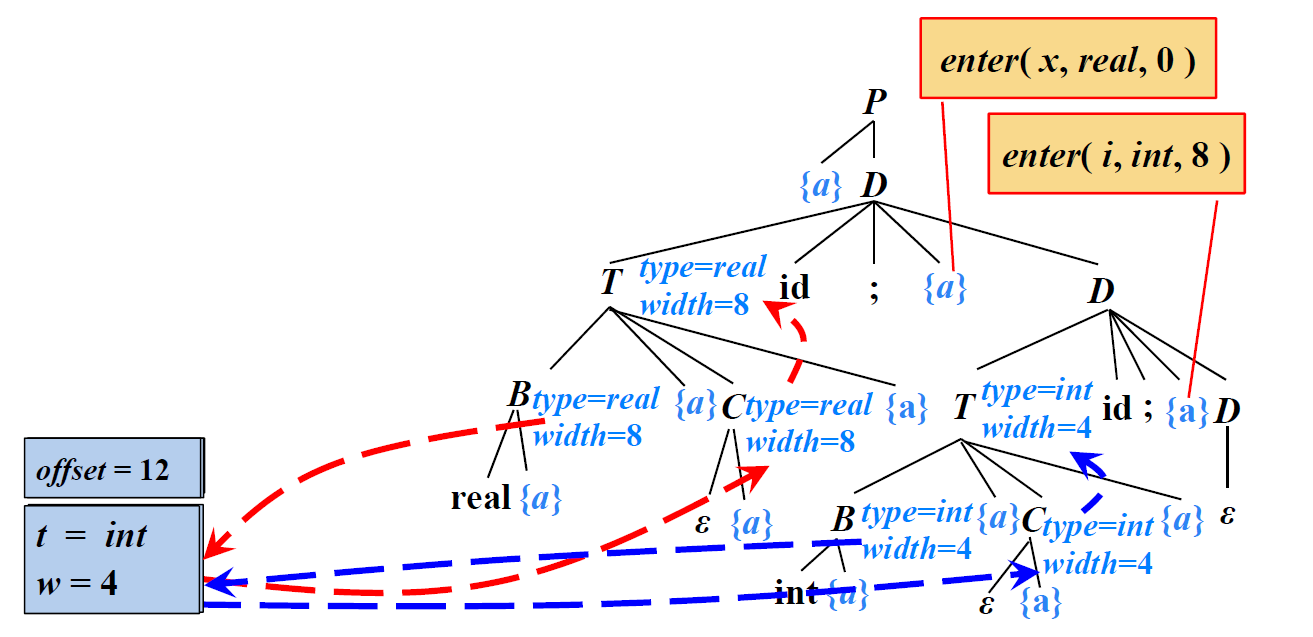 enter( x, real, 0 )
P
enter( i, int, 8 )
{a} D
T type=real width=8 id ; {a} D
B type=real width=8 {a} C type=real width=8 {a} T type=int width=4 id ; {a} D
offset = 12
real {a} ε {a} B type=int width=4 {a} C type=int width=4 {a} ε
t = int
w = 4
int {a} ε {a}